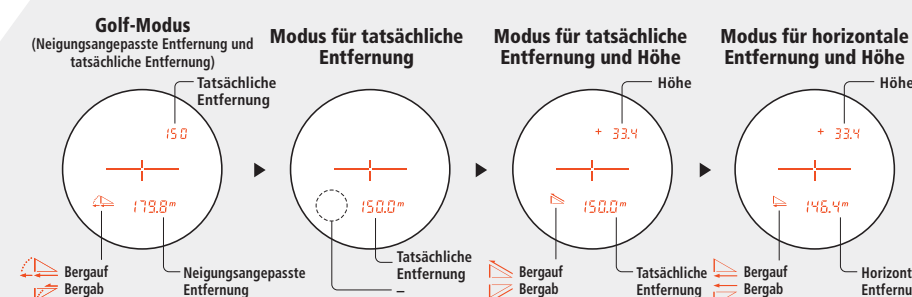 Golf-Modus
(Neigungsangepasste Entfernung und
tatsächliche Entfernung)
Tatsächliche
Entfernung
150
179.8m
Bergauf
Bergab
Neigungsangepasste
Entfernung
Modus für tatsächliche
Entfernung
150.0m
Tatsächliche
Entfernung
–
Modus für tatsächliche
Entfernung und Höhe
Höhe
+ 33.4
150.0m
Bergauf
Bergab
Tatsächliche
Entfernung
Modus für horizontale
Entfernung und Höhe
Höhe
+ 33.4
146.4m
Bergauf
Bergab